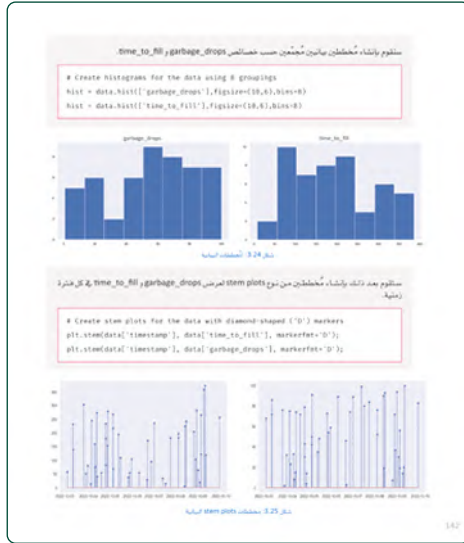 سنقوم بإنشاء مُخططين بيانيين مُجمّعين حسب خصائص garbage_drops و time_to_fill.
# Create histograms for the data using 8 groupings
hist = data.hist(['garbage_drops'],figsize=(10,6),bins=8)
hist = data.hist(['time_to_fill'],figsize=(10,6),bins=8)
garbage_drops
time_to_fill
شكل 3.24: المُخططات البيانية
سنقوم بعد ذلك بإنشاء مُخططين من نوع stem plots لعرض garbage_drops و time_to_fill في كل فترة
زمنية.
# Create stem plots for the data with diamond-shaped ('D') markers
plt.stem(data['timestamp'], data['time_to_fill'], markerfmt='D');
plt.stem(data['timestamp'], data['garbage_drops'], markerfmt='D');
شكل 3.25: مخططات stem plots البيانية
142